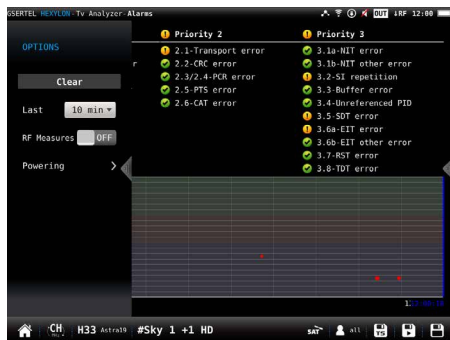 GSERTEL HEXYLON-Tv Analyzer-Alarms
OUT
RF 12:00
OPTIONS
Clear
Last 10 min
RF Measures OFF
Powering
Priority 2
2.1-Transport error
2.2-CRC error
2.3/2.4-PCR error
2.5-PTS error
2.6-CAT error
Priority 3
3.1a-NIT error
3.1b-NIT other error
3.2-SI repetition
3.3-Buffer error
3.4-Unreferenced PID
3.5-SDT error
3.6a-EIT error
3.6b-EIT other error
3.7-RST error
3.8-TDT error
CH H33 Astra19 #Sky 1 +1 HD SAT all TS